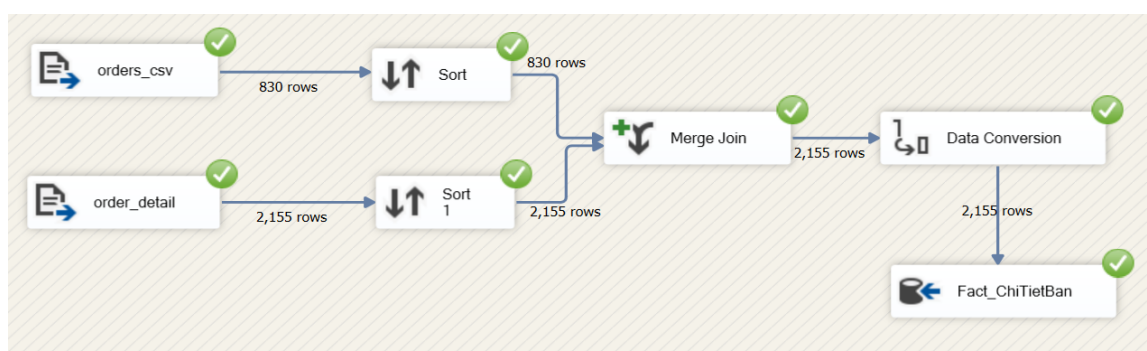 orders_csv
830 rows
Sort
830 rows
order_detail
2,155 rows
Sort
1
2,155 rows
Merge Join
2,155 rows
Data Conversion
2,155 rows
Fact_ChiTietBan